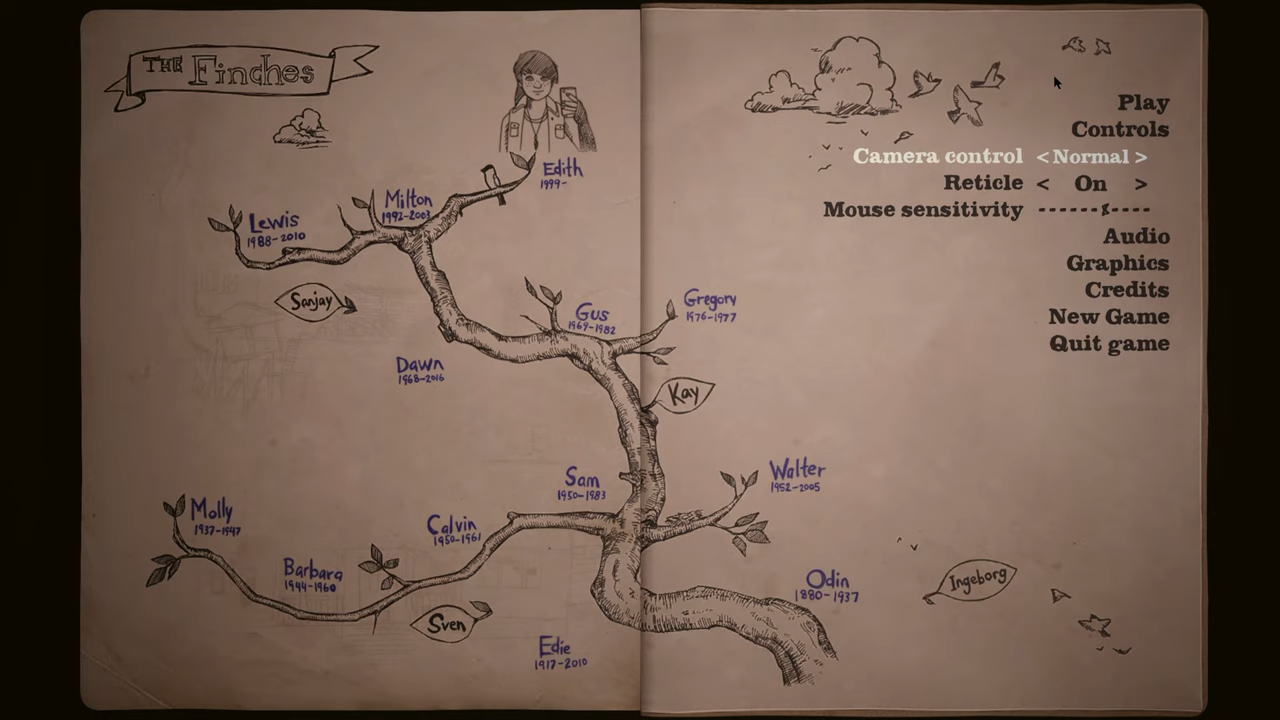 THE Finches
Edith
1999-
Milton
1992-2003
Lewis
1988-2010
Sanjay
Gus
1969-1982
Gregory
1976-1977
Dawn
1968-2016
Kay
Sam
1950-1983
Walter
1952-2005
Molly
1937-1947
Calvin
1950-1961
Barbara
1944-1960
Sven
Edie
1917-2010
Odin
1880-1937
Ingeborg
Play
Controls
Camera control < Normal >
Reticle < On >
Mouse sensitivity
Audio
Graphics
Credits
New Game
Quit game